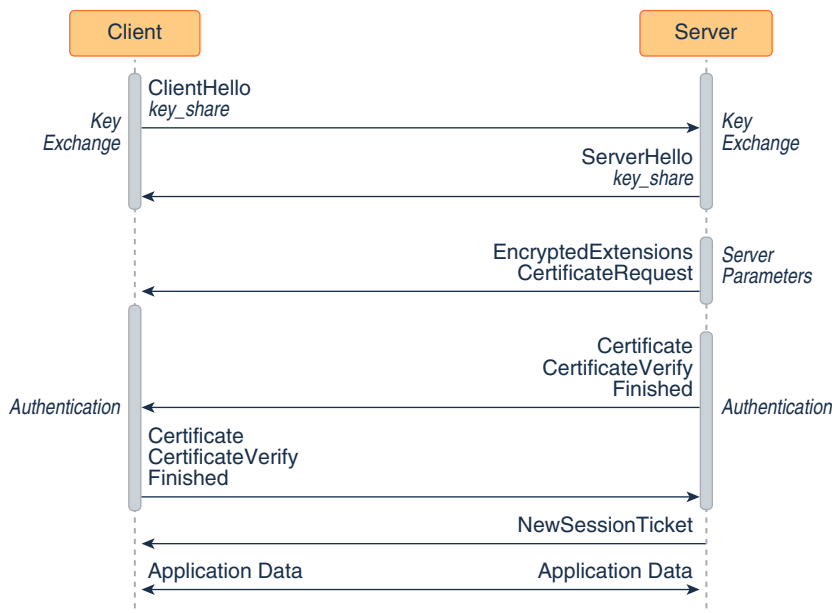 Client
Server
ClientHello
key_share
Key
Exchange
Key
Exchange
ServerHello
key_share
EncryptedExtensions
CertificateRequest
Server
Parameters
Certificate
CertificateVerify
Finished
Authentication
Authentication
Certificate
CertificateVerify
Finished
NewSessionTicket
Application Data
Application Data